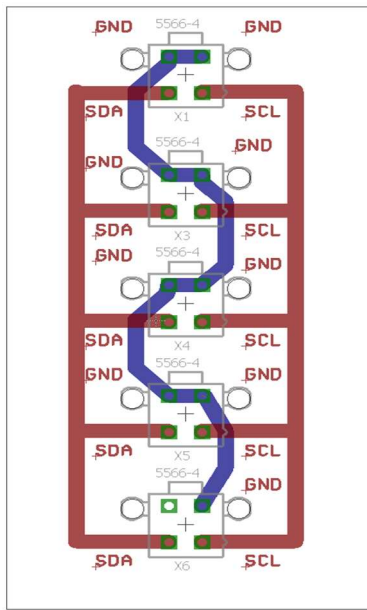 5566-4
GND GND
SDA SCL
X1
GND
5566-4
GND
X3
SDA SCL
GND
5566-4
GND
X4
SDA SCL
5566-4
GND GND
X5
SDA SCL
5566-4
GND
SDA SCL
X6